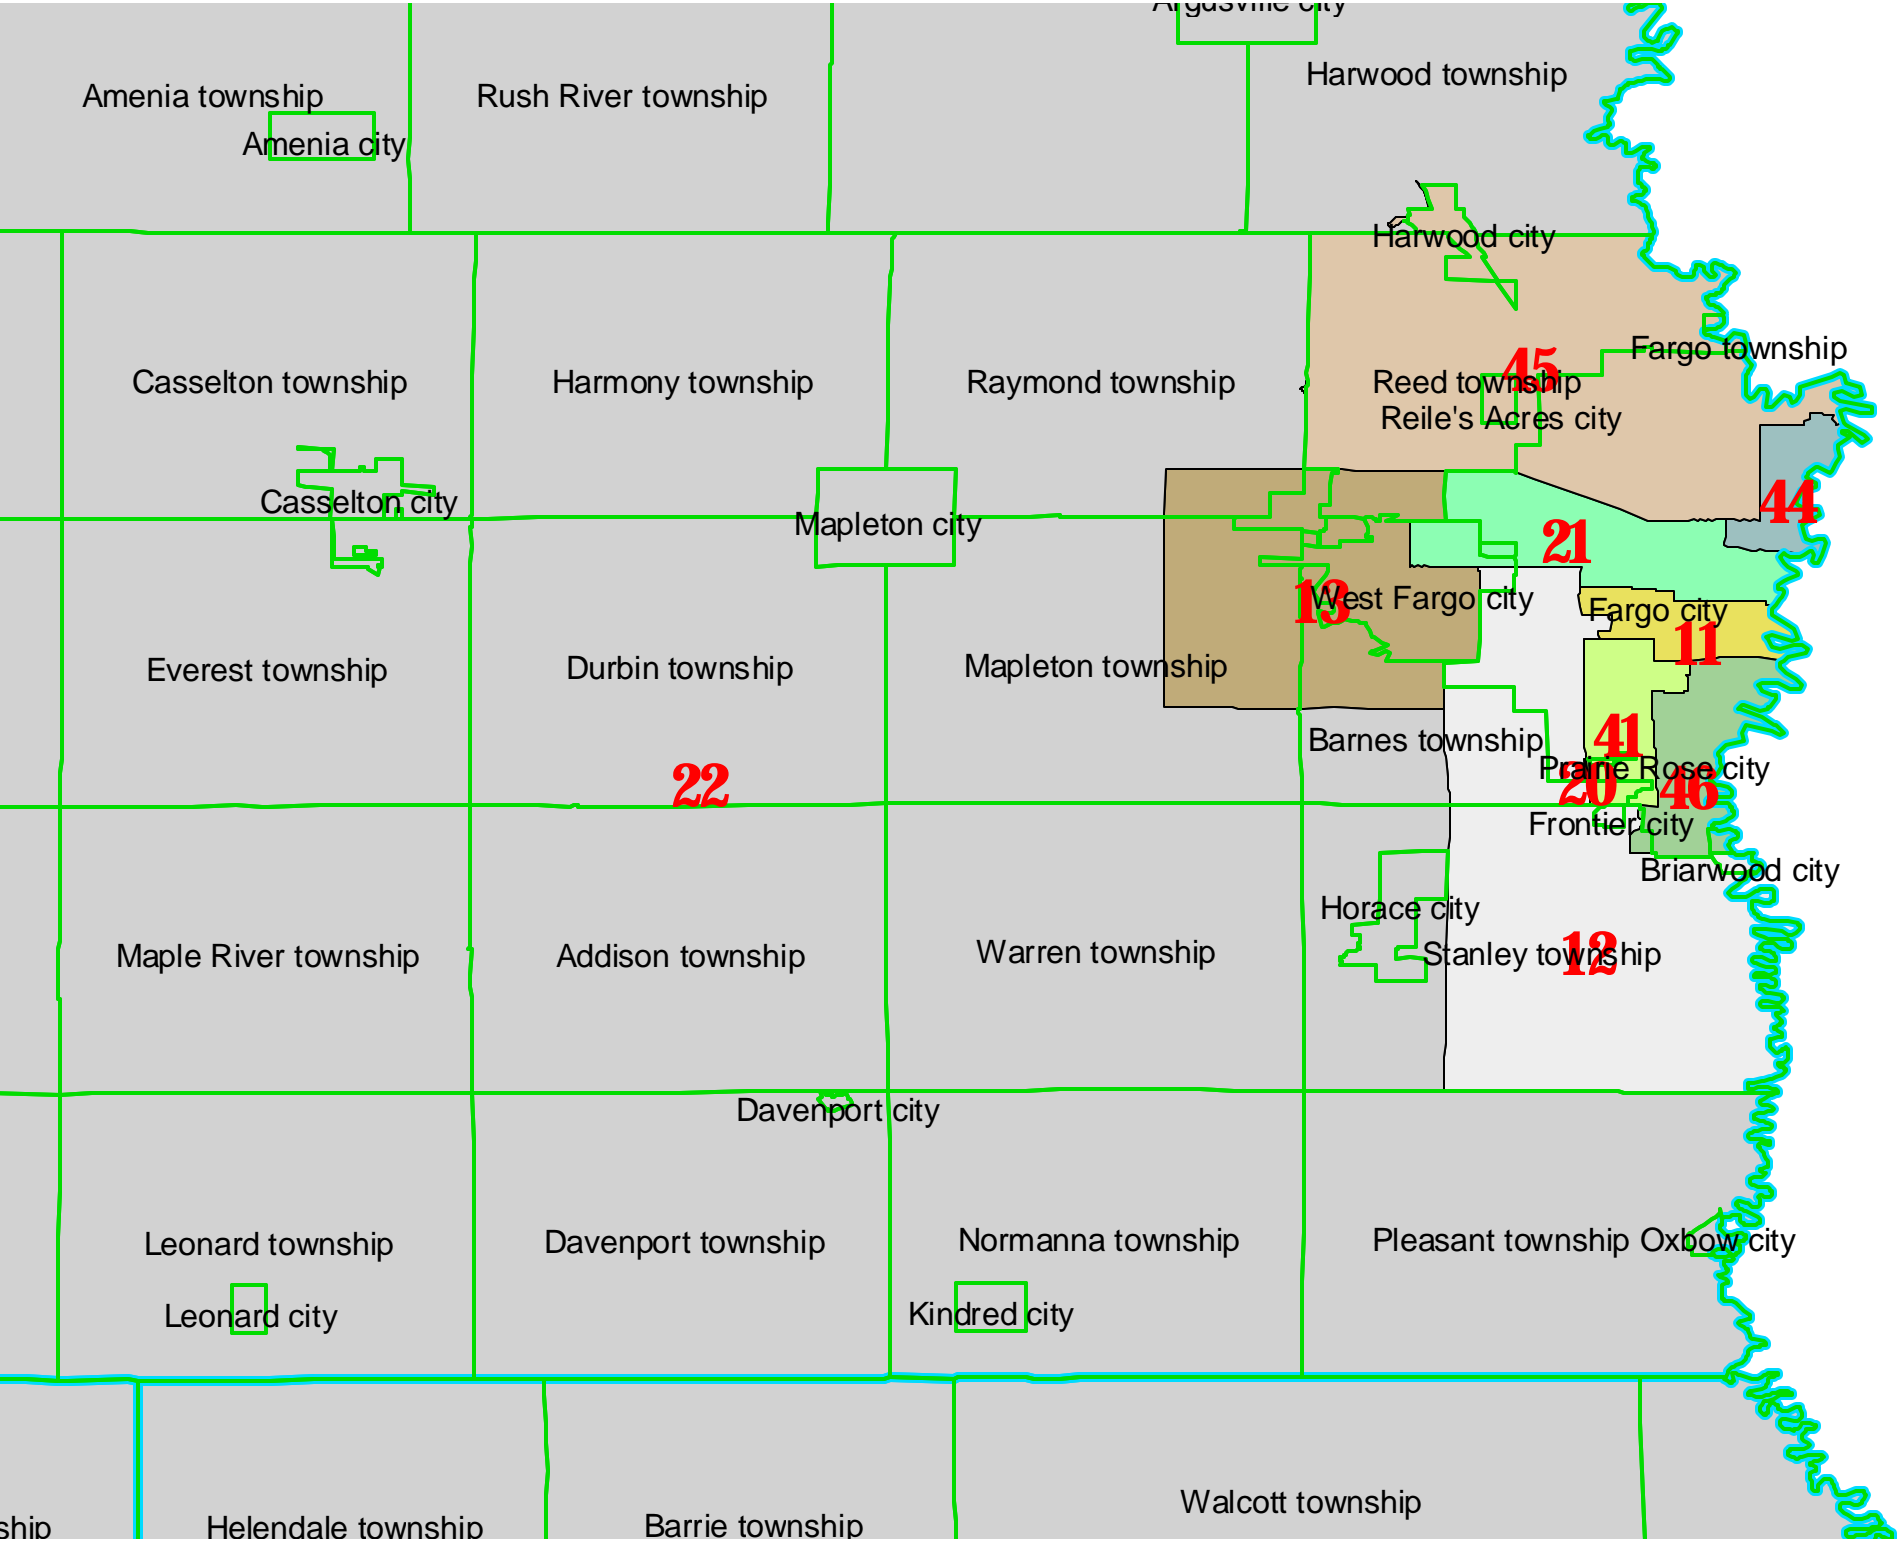 Argusville city
Harwood township
Amenia township
Rush River township
Amenia city
Harwood city
Fargo township
45
Casselton township
Harmony township
Raymond township
Reed township
Reile's Acres city
Casselton city
Mapleton city
44
21
13
West Fargo city
Fargo city
11
Everest township
Durbin township
Mapleton township
41
Barnes township
Prairie Rose city
22
20
46
Frontier city
Briarwood city
Horace city
Maple River township
Addison township
Warren township
Stanley township
12
Davenport city
Leonard township
Davenport township
Normanna township
Pleasant township
Oxbow city
Leonard city
Kindred city
Walcott township
ship
Helendale township
Barrie township